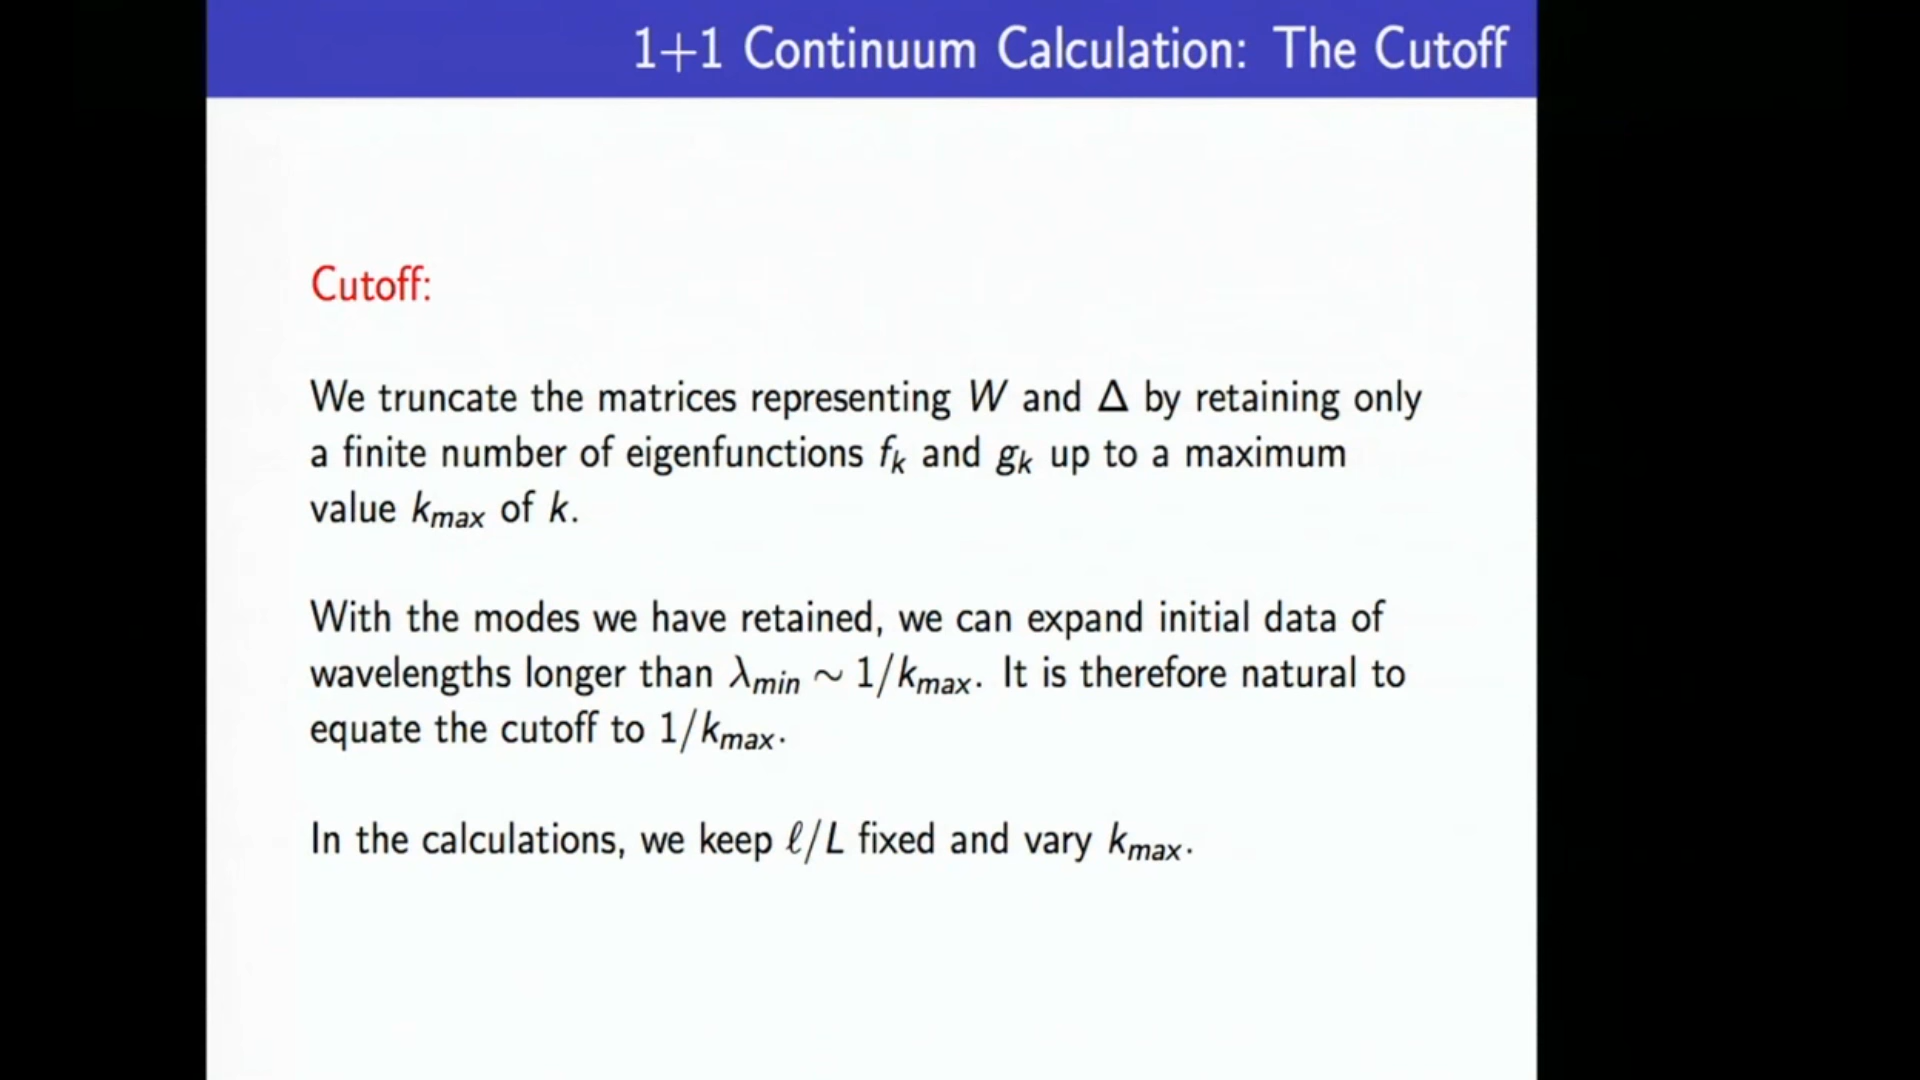 1+1 Continuum Calculation: The Cutoff
Cutoff:
We truncate the matrices representing W and Δ by retaining only
a finite number of eigenfunctions fₖ and gₖ up to a maximum
value k_max of k.
With the modes we have retained, we can expand initial data of
wavelengths longer than λ_min ∼ 1/k_max. It is therefore natural to
equate the cutoff to 1/k_max.
In the calculations, we keep ℓ/L fixed and vary k_max.